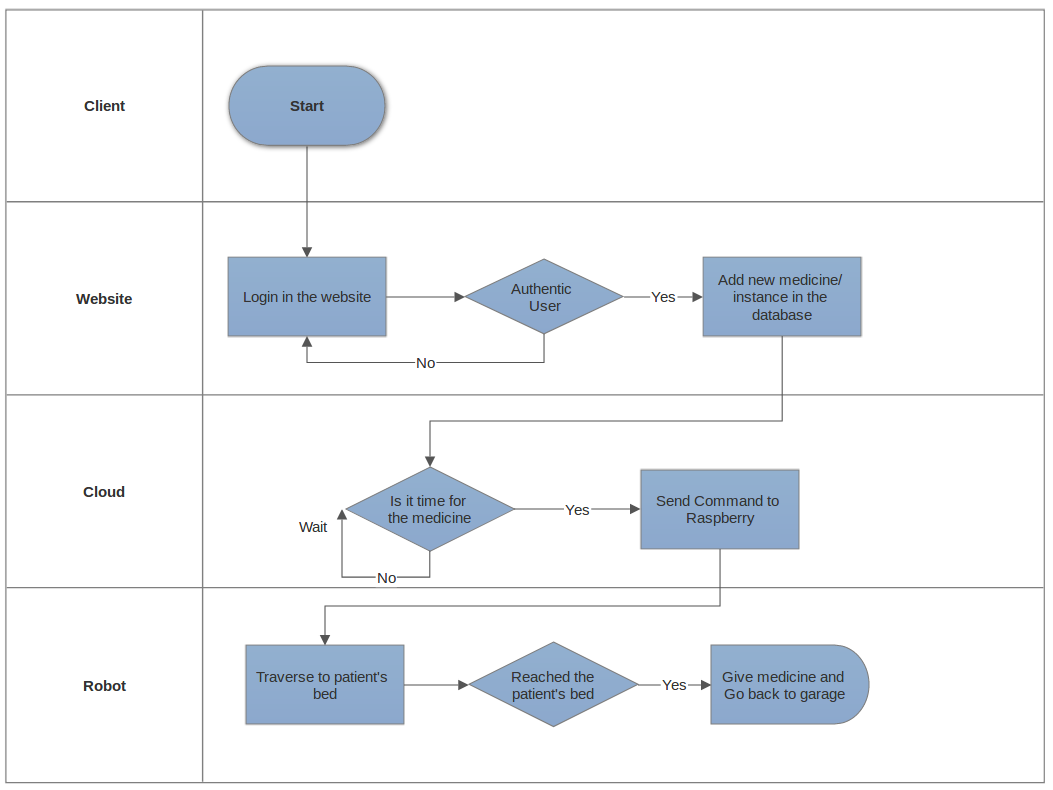 Client
Start
Website
Login in the website
Authentic
User
Yes
Add new medicine/
instance in the
database
No
Cloud
Is it time for
the medicine
Wait
No
Yes
Send Command to
Raspberry
Robot
Traverse to patient's
bed
Reached the
patient's bed
Yes
Give medicine and
Go back to garage